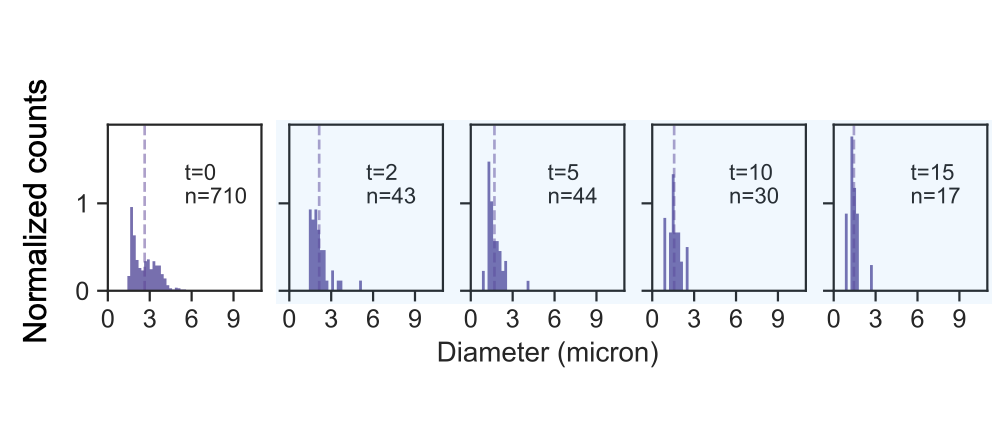 Normalized counts
1
0
t=0
n=710
t=2
n=43
t=5
n=44
t=10
n=30
t=15
n=17
0 3 6 9 0 3 6 9 0 3 6 9 0 3 6 9 0 3 6 9
Diameter (micron)